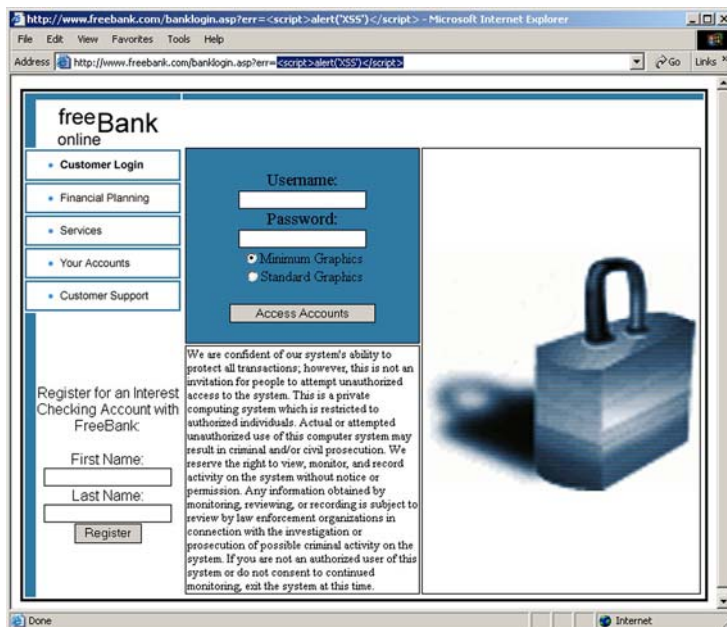 http://www.freebank.com/banklogin.asp?err=<script>alert('XSS')</script> - Microsoft Internet Explorer
File Edit View Favorites Tools Help
Address http://www.freebank.com/banklogin.asp?err=<script>alert('XSS')</script> Go Links »
free Bank
online
Customer Login
Financial Planning
Services
Your Accounts
Customer Support
Register for an Interest
Checking Account with
FreeBank:
First Name:
Last Name:
Register
Username:
Password:
Minimum Graphics
Standard Graphics
Access Accounts
We are confident of our system's ability to
protect all transactions; however, this is not an
invitation for people to attempt unauthorized
access to the system. This is a private
computing system which is restricted to
authorized individuals. Actual or attempted
unauthorized use of this computer system may
result in criminal and/or civil prosecution. We
reserve the right to view, monitor, and record
activity on the system without notice or
permission. Any information obtained by
monitoring, reviewing, or recording is subject to
review by law enforcement organizations in
connection with the investigation or
prosecution of possible criminal activity on the
system. If you are not an authorized user of this
system or do not consent to continued
monitoring, exit the system at this time.
Done Internet